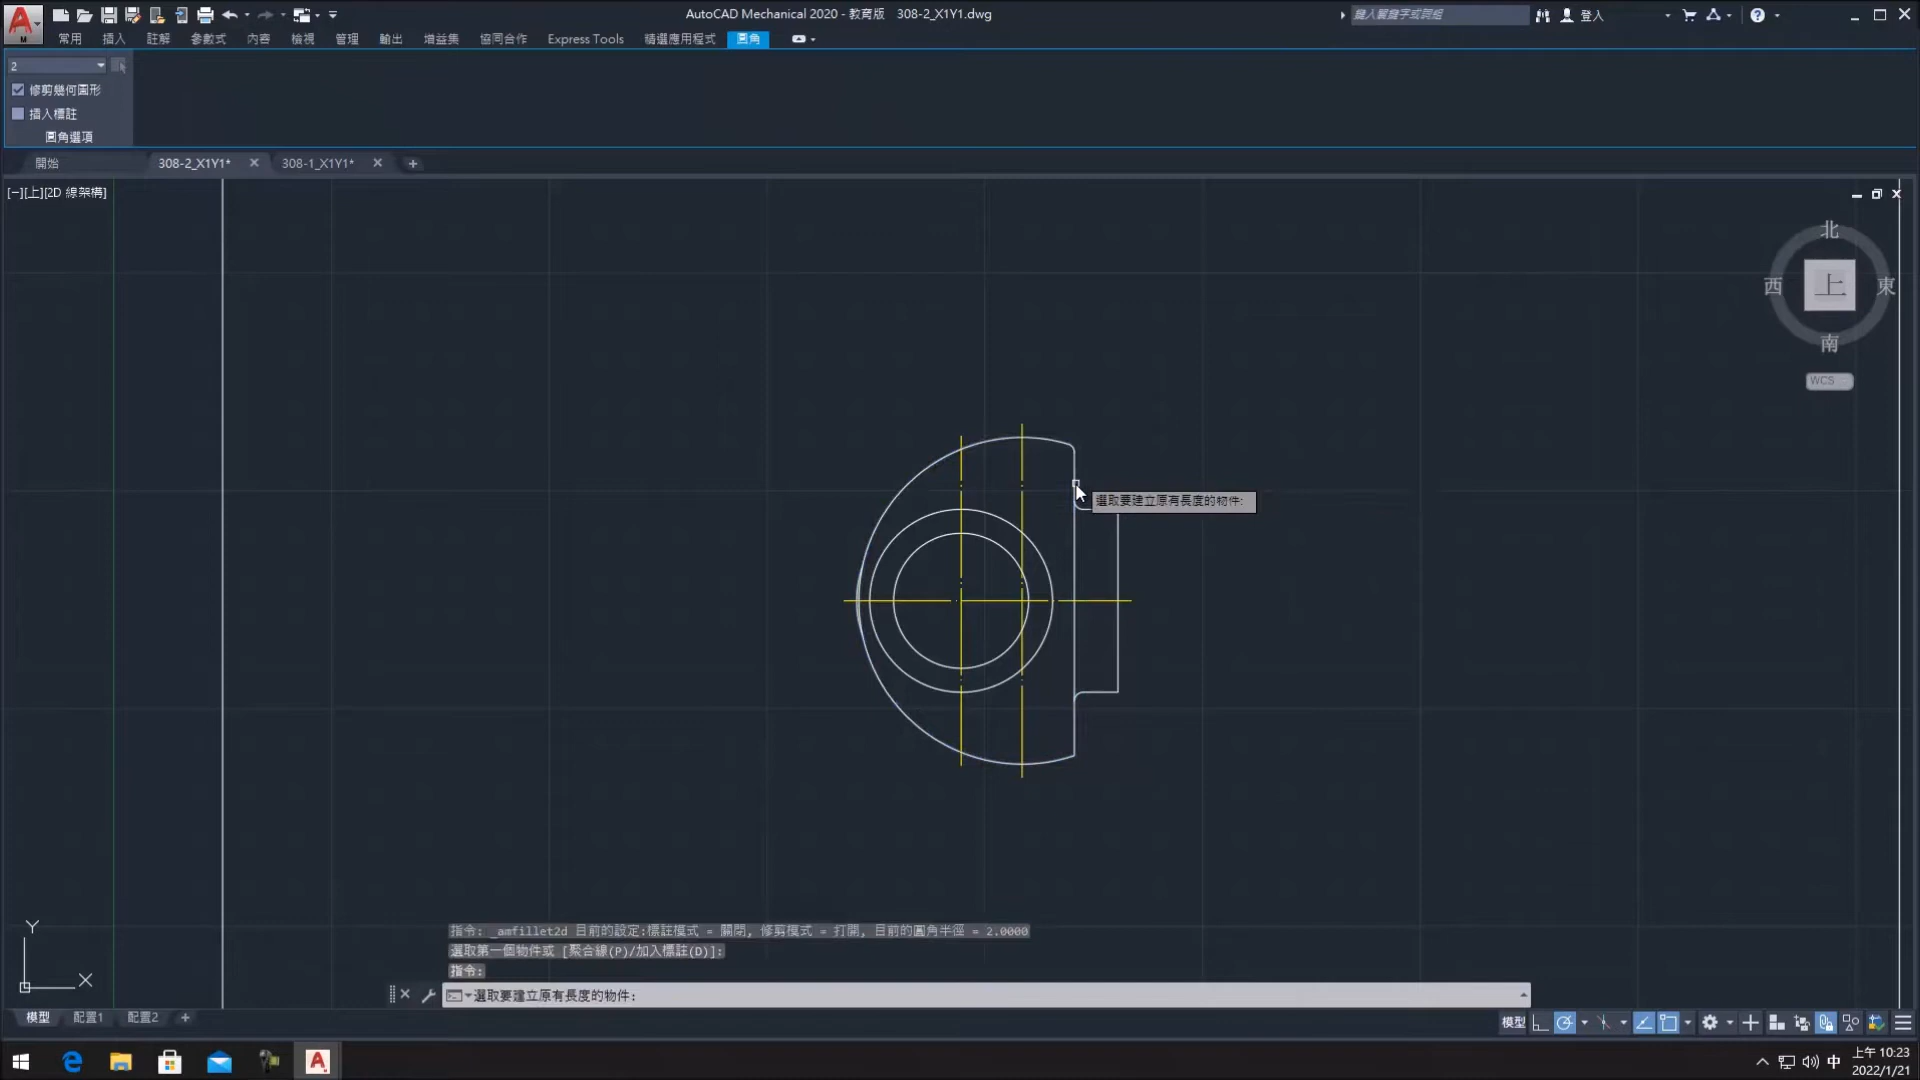 AutoCAD Mechanical 2020 - 教育版 308-2_X1Y1.dwg
登入
常用 插入 註解 參數式 內容 檢視 管理 輸出 增益集 協同合作 Express Tools 精選應用程式 圓角
2
修剪幾何圖形
插入標註
圓角選項
開始 308-2_X1Y1* 308-1_X1Y1*
[−][上][2D 線架構]
北
西 上 東
南
WCS
選取要建立原有長度的物件:
Y
X
指令: _amfillet2d 目前的設定:標註模式 = 關閉, 修剪模式 = 打開, 目前的圓角半徑 = 2.0000
選取第一個物件或 [聚合線(P)/加入標註(D)]:
指令:
選取要建立原有長度的物件:
模型 配置1 配置2
模型
中 上午 10:23
2022/1/21